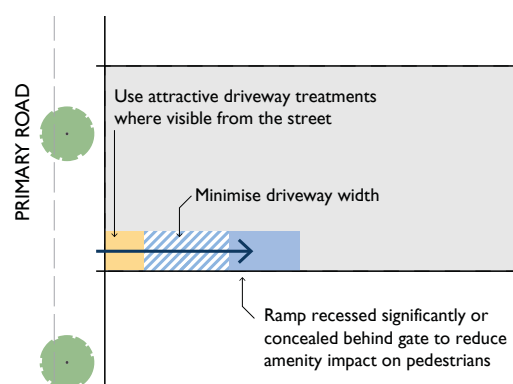 PRIMARY ROAD
Use attractive driveway treatments
where visible from the street
Minimise driveway width
Ramp recessed significantly or
concealed behind gate to reduce
amenity impact on pedestrians